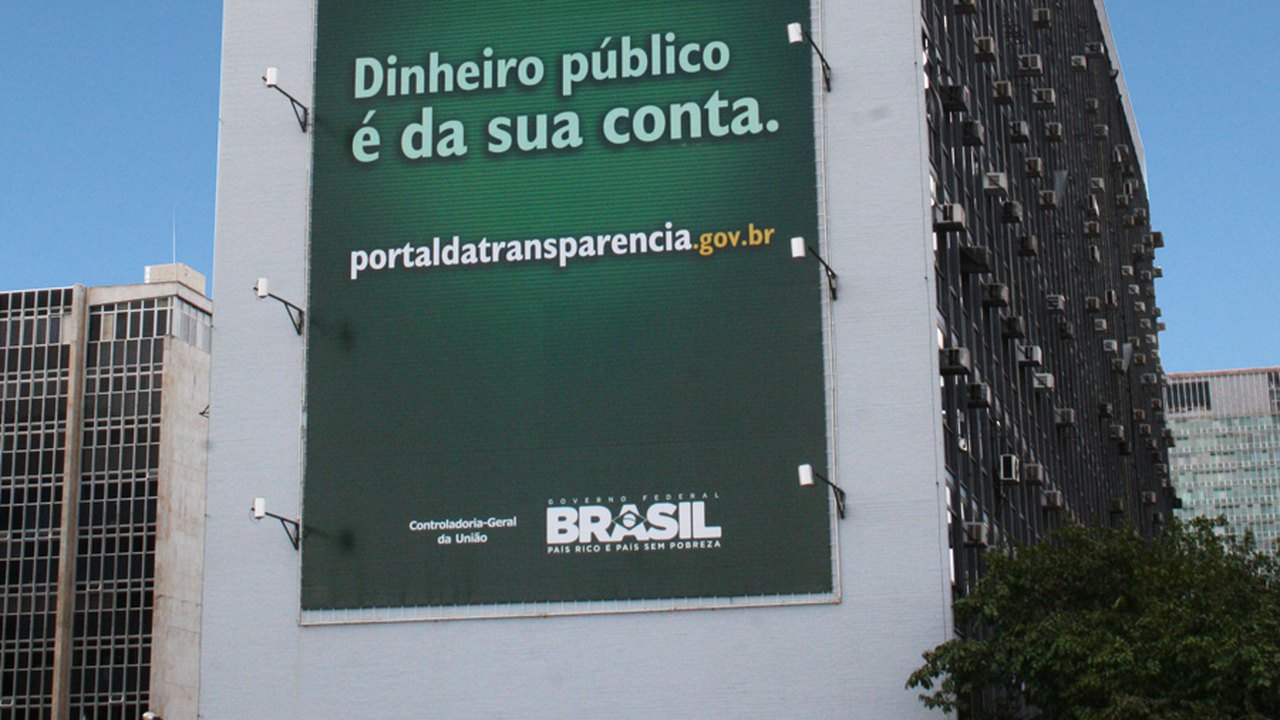 Dinheiro público
é da sua conta.
portaldatransparencia.gov.br
Controladoria-Geral
da União
GOVERNO FEDERAL
BRASIL
PAÍS RICO É PAÍS SEM POBREZA